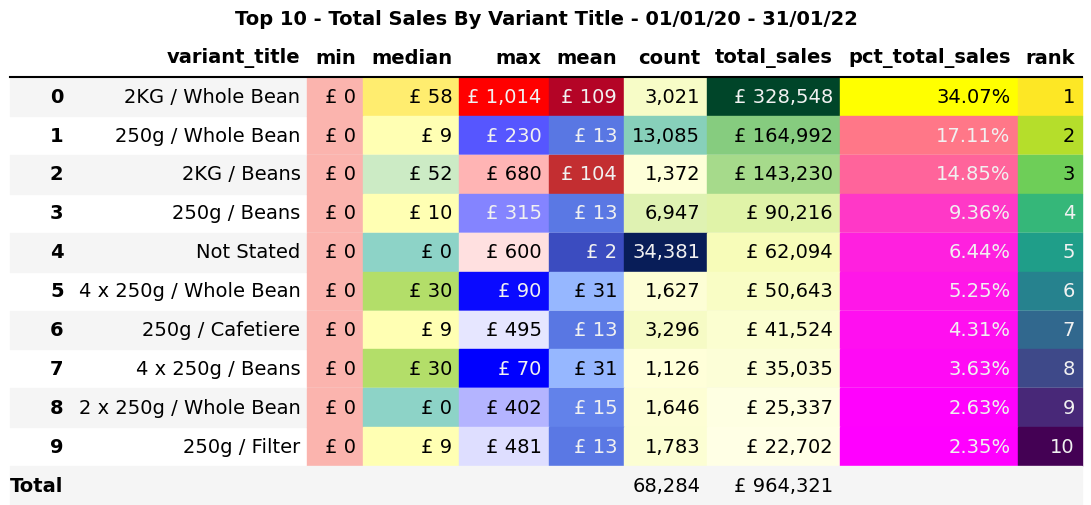 Top 10 - Total Sales By Variant Title - 01/01/20 - 31/01/22
variant_title min median max mean count total_sales pct_total_sales rank
0 2KG / Whole Bean £ 0 £ 58 £ 1,014 £ 109 3,021 £ 328,548 34.07% 1
1 250g / Whole Bean £ 0 £ 9 £ 230 £ 13 13,085 £ 164,992 17.11% 2
2 2KG / Beans £ 0 £ 52 £ 680 £ 104 1,372 £ 143,230 14.85% 3
3 250g / Beans £ 0 £ 10 £ 315 £ 13 6,947 £ 90,216 9.36% 4
4 Not Stated £ 0 £ 0 £ 600 £ 2 34,381 £ 62,094 6.44% 5
5 4 x 250g / Whole Bean £ 0 £ 30 £ 90 £ 31 1,627 £ 50,643 5.25% 6
6 250g / Cafetiere £ 0 £ 9 £ 495 £ 13 3,296 £ 41,524 4.31% 7
7 4 x 250g / Beans £ 0 £ 30 £ 70 £ 31 1,126 £ 35,035 3.63% 8
8 2 x 250g / Whole Bean £ 0 £ 0 £ 402 £ 15 1,646 £ 25,337 2.63% 9
9 250g / Filter £ 0 £ 9 £ 481 £ 13 1,783 £ 22,702 2.35% 10
Total 68,284 £ 964,321